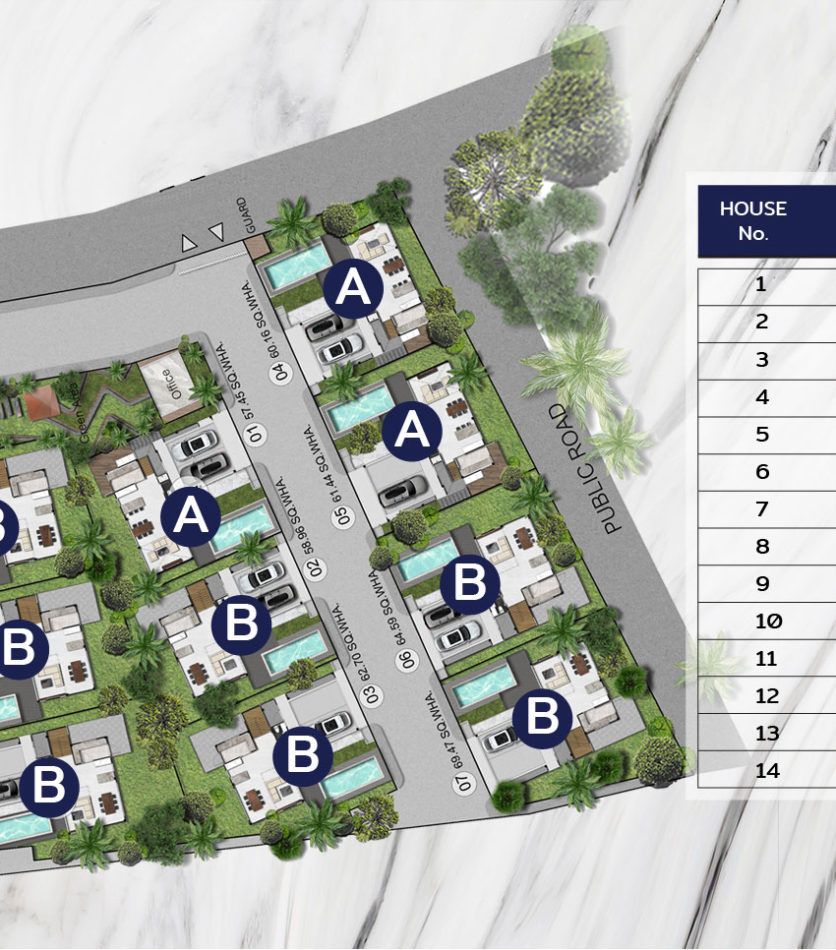 GUARD
A
04 60.16 SQ.WHA.
Office
Green Area
01 57.45 SQ.WHA.
A
05 61.44 SQ.WHA.
PUBLIC ROAD
A
02 58.96 SQ.WHA.
B
06 64.59 SQ.WHA.
B
B
03 62.70 SQ.WHA.
B
07 69.47 SQ.WHA.
B
B
HOUSE
No.
1
2
3
4
5
6
7
8
9
10
11
12
13
14